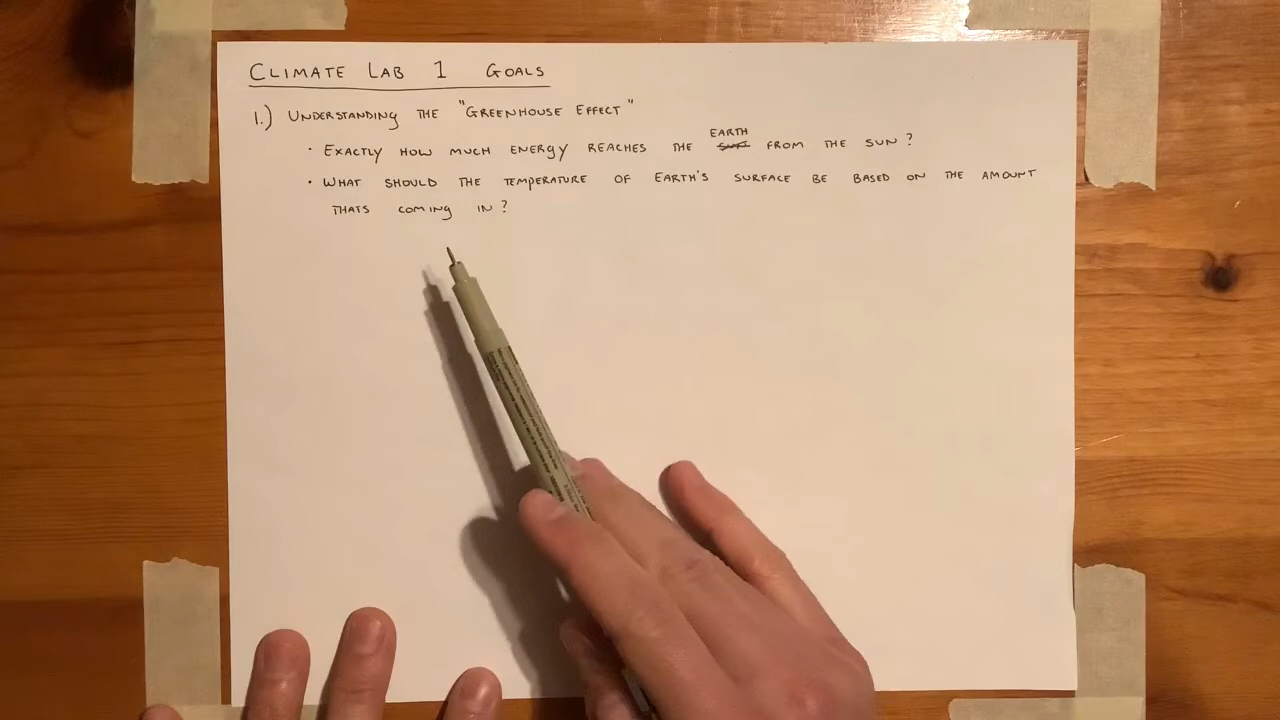 CLIMATE LAB 1 GOALS
1.) UNDERSTANDING THE "GREENHOUSE EFFECT"
EARTH
• EXACTLY HOW MUCH ENERGY REACHES THE SUN FROM THE SUN?
• WHAT SHOULD THE TEMPERATURE OF EARTH'S SURFACE BE BASED ON THE AMOUNT
THATS COMING IN?